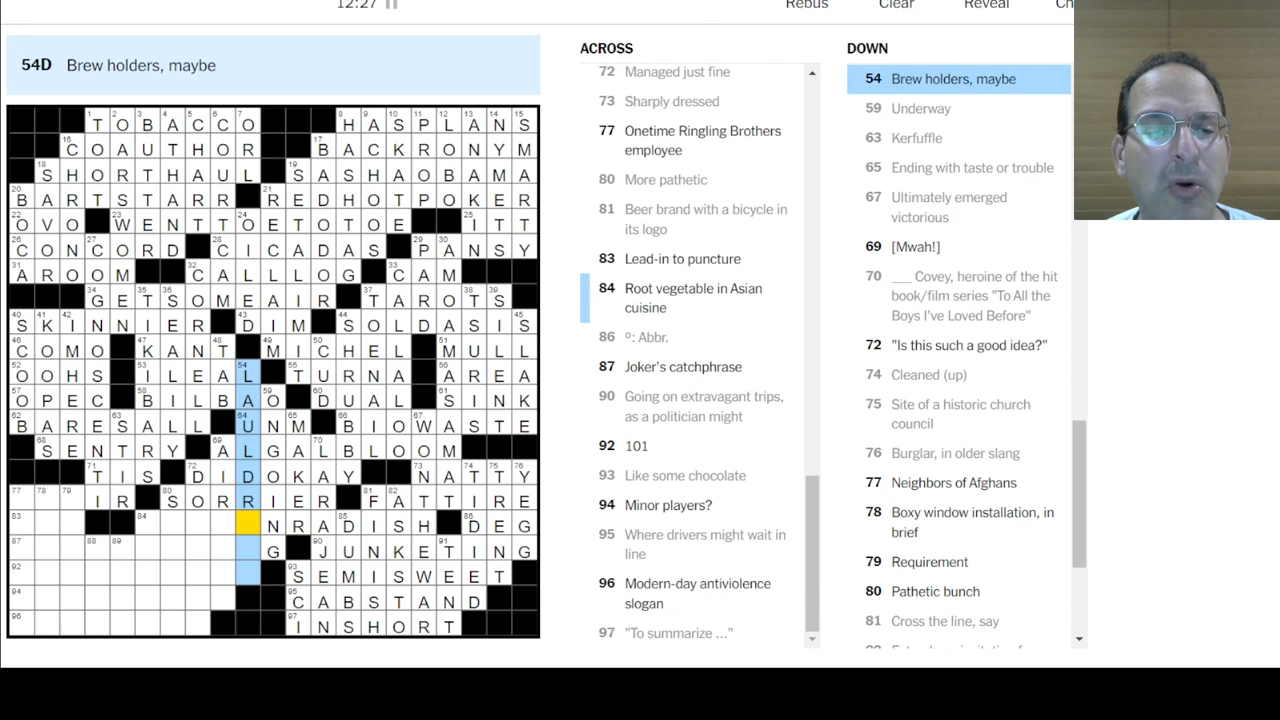 12:27
Rebus
Clear
Reveal
Ch
54D Brew holders, maybe
ACROSS
72 Managed just fine
73 Sharply dressed
77 Onetime Ringling Brothers
employee
80 More pathetic
81 Beer brand with a bicycle in
its logo
83 Lead-in to puncture
84 Root vegetable in Asian
cuisine
86 º: Abbr.
87 Joker's catchphrase
90 Going on extravagant trips,
as a politician might
92 101
93 Like some chocolate
94 Minor players?
95 Where drivers might wait in
line
96 Modern-day antiviolence
slogan
97 "To summarize ..."
DOWN
54 Brew holders, maybe
59 Underway
63 Kerfuffle
65 Ending with taste or trouble
67 Ultimately emerged
victorious
69 [Mwah!]
70 ___ Covey, heroine of the hit
book/film series "To All the
Boys I've Loved Before"
72 "Is this such a good idea?"
74 Cleaned (up)
75 Site of a historic church
council
76 Burglar, in older slang
77 Neighbors of Afghans
78 Boxy window installation, in
brief
79 Requirement
80 Pathetic bunch
81 Cross the line, say
TOBACCO HASPLANS
COAUTHOR BACKRONYM
SHORTHAUL SASHAOBAMA
BARTSTARR REDHOTPOKER
OVO WENTTOETOTOE ITT
CONCORD CICADAS PANSY
AROOM CALLLOG CAM
GETSOMEAIR TAROTS
SKINNIER DIM SOLDASIS
COMO KANT MICHEL MULL
OOHS ILEAL TURNA AREA
OPEC BILBAO DUAL SINK
BARESALL UNM BIOWASTE
SENTRY ALGALBLOOM
TIS DIDOKAY NATTY
IR SORRIER FATTIRE
NRADISH DEG
G JUNKETING
SEMISWEET
CABSTAND
INSHORT